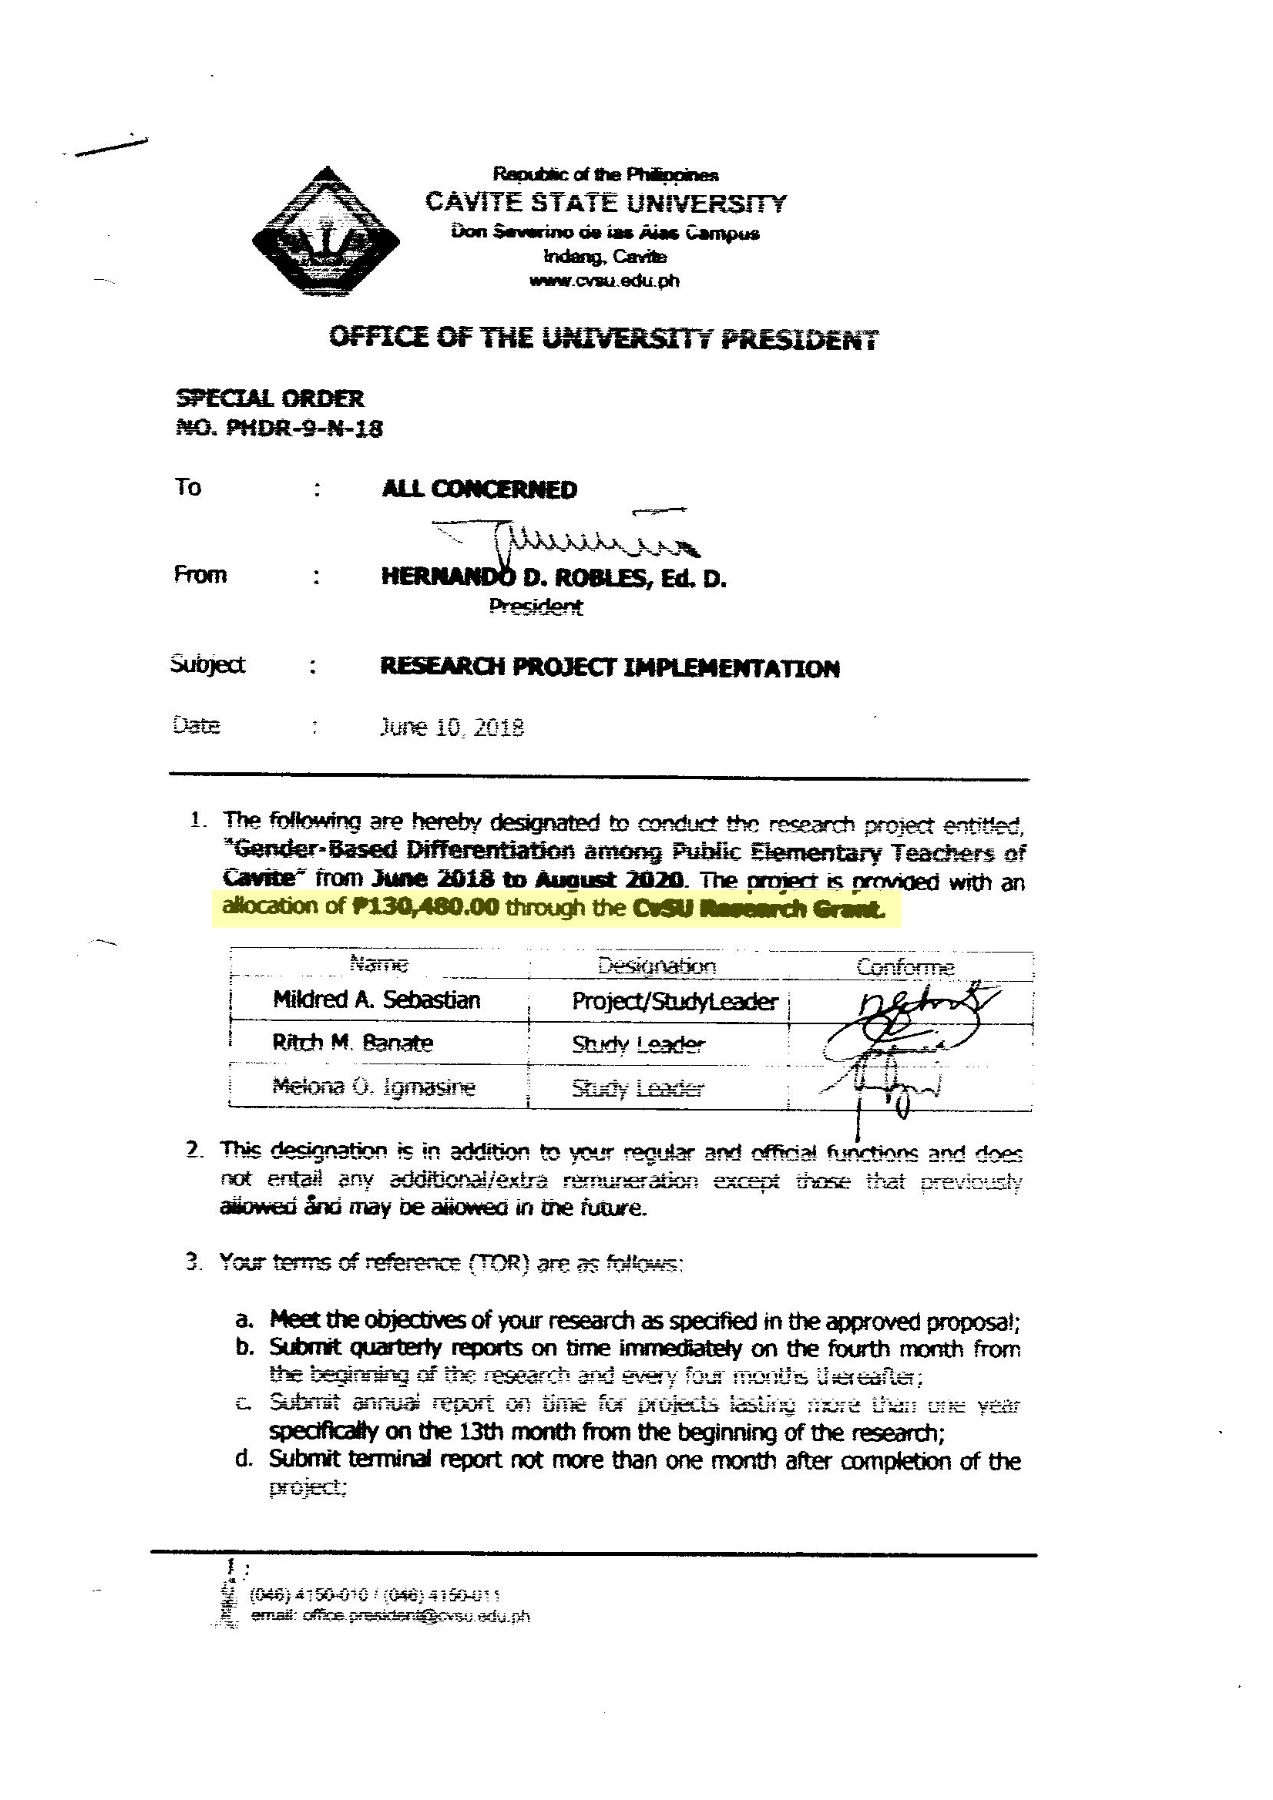 Republic of the Philippines
CAVITE STATE UNIVERSITY
Don Severino de las Alas Campus
Indang, Cavite
www.cvsu.edu.ph
OFFICE OF THE UNIVERSITY PRESIDENT
SPECIAL ORDER
NO. PHDR-9-N-18
To : ALL CONCERNED
From : HERNANDO D. ROBLES, Ed. D.
President
Subject : RESEARCH PROJECT IMPLEMENTATION
Date : June 10, 2018
1. The following are hereby designated to conduct the research project entitled,
"Gender-Based Differentiation among Public Elementary Teachers of
Cavite" from June 2018 to August 2020. The project is provided with an
allocation of ₱130,480.00 through the CvSU Research Grant.
Name Designation Conforme
Mildred A. Sebastian Project/StudyLeader
Ritch M. Banate Study Leader
Melona O. Igmasine Study Leader
2. This designation is in addition to your regular and official functions and does
not entail any additional/extra remuneration except those that previously
allowed and may be allowed in the future.
3. Your terms of reference (TOR) are as follows:
a. Meet the objectives of your research as specified in the approved proposal;
b. Submit quarterly reports on time immediately on the fourth month from
the beginning of the research and every four months thereafter;
c. Submit annual report on time for projects lasting more than one year
specifically on the 13th month from the beginning of the research;
d. Submit terminal report not more than one month after completion of the
project;
(046) 4150-010 / (046) 4150-011
email: office.president@cvsu.edu.ph